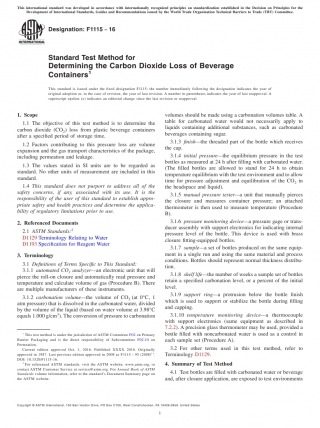 This international standard was developed in accordance with internationally recognized principles on standardization established in the Decision on Principles for the
Development of International Standards, Guides and Recommendations issued by the World Trade Organization Technical Barriers to Trade (TBT) Committee.
Designation: F1115 − 16
Standard Test Method for
Determining the Carbon Dioxide Loss of Beverage
Containers1
This standard is issued under the fixed designation F1115; the number immediately following the designation indicates the year of
original adoption or, in the case of revision, the year of last revision. A number in parentheses indicates the year of last reapproval. A
superscript epsilon (ε) indicates an editorial change since the last revision or reapproval.
1. Scope
1.1 The objective of this test method is to determine the
carbon dioxide (CO2) loss from plastic beverage containers
after a specified period of storage time.
1.2 Factors contributing to this pressure loss are volume
expansion and the gas transport characteristics of the package,
including permeation and leakage.
1.3 The values stated in SI units are to be regarded as
standard. No other units of measurement are included in this
standard.
1.4 This standard does not purport to address all of the
safety concerns, if any, associated with its use. It is the
responsibility of the user of this standard to establish appro-
priate safety and health practices and determine the applica-
bility of regulatory limitations prior to use.
2. Referenced Documents
2.1 ASTM Standards:2
D1129 Terminology Relating to Water
D1193 Specification for Reagent Water
3. Terminology
3.1 Definitions of Terms Specific to This Standard:
3.1.1 automated CO2 analyzer—an electronic unit that will
pierce the roll-on closure and automatically read pressure and
temperature and calculate volume of gas (Procedure B). There
are multiple manufacturers of these instruments.
3.1.2 carbonation volume—the volume of CO2 (at 0°C, 1
atm pressure) that is dissolved in the carbonated water, divided
by the volume of the liquid (based on water volume at 3.98°C
equals 1.000 g/cm3). The conversion of pressure to carbonation
1 This test method is under the jurisdiction of ASTM Committee F02 on Primary
Barrier Packaging and is the direct responsibility of Subcommittee F02.10 on
Permeation.
Current edition approved Oct. 1, 2016. Published XXXX 2016. Originally
approved in 1987. Last previous edition approved in 2008 as F1115 – 95 (2008)ε1.
DOI: 10.1520/F1115-16.
2 For referenced ASTM standards, visit the ASTM website, www.astm.org, or
contact ASTM Customer Service at service@astm.org. For Annual Book of ASTM
Standards volume information, refer to the standard's Document Summary page on
the ASTM website.
volumes should be made using a carbonation volumes table. A
table for carbonated water would not necessarily apply to
liquids containing additional substances, such as carbonated
beverages containing sugar.
3.1.3 finish—the threaded part of the bottle which receives
the cap.
3.1.4 initial pressure—the equilibrium pressure in the test
bottles as measured at 24 h after filling with carbonated water.
(The filled bottles are allowed to stand for 24 h to obtain
temperature equilibrium with the test environment and to allow
time for pressure adjustment and equilibration of the CO2 in
the headspace and liquid).
3.1.5 manual pressure tester—a unit that manually pierces
the closure and measures container pressure; an attached
thermometer is then used to measure temperature (Procedure
B).
3.1.6 pressure monitoring device—a pressure gage or trans-
ducer assembly with support electronics for indicating internal
pressure level of the bottle. This device is used with brass
closure fitting-equipped bottles.
3.1.7 sample—a set of bottles produced on the same equip-
ment in a single run and using the same material and process
conditions. Bottles should represent normal thickness distribu-
tion.
3.1.8 shelf life—the number of weeks a sample set of bottles
retain a specified carbonation level, or a percent of the initial
level.
3.1.9 support ring—a protrusion below the bottle finish
which is used to support or stabilize the bottle during filling
and capping.
3.1.10 temperature monitoring device—a thermocouple
with support electronics (same equipment as described in
7.2.2). A precision glass thermometer may be used, provided a
bottle filled with noncarbonated water is used as a control in
each sample set (Procedure A).
3.2 For other terms used in this test method, refer to
Terminology D1129.
4. Summary of Test Method
4.1 Test bottles are filled with carbonated water or beverage
and, after closure application, are exposed to test environments
Copyright © ASTM International, 100 Barr Harbor Drive, PO Box C700, West Conshohocken, PA 19428-2959. United States
1